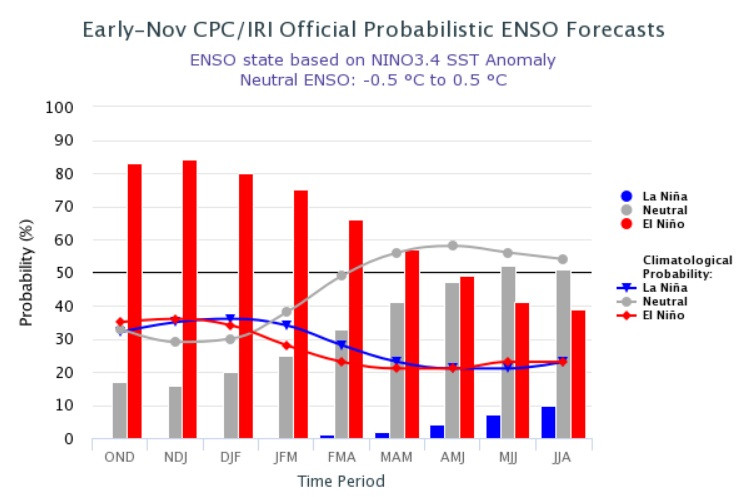 Early-Nov CPC/IRI Official Probabilistic ENSO Forecasts
ENSO state based on NINO3.4 SST Anomaly
Neutral ENSO: -0.5 °C to 0.5 °C
Probability (%)
100
90
80
70
60
50
40
30
20
10
0
OND NDJ DJF JFM FMA MAM AMJ MJJ JJA
Time Period
La Niña
Neutral
El Niño
Climatological
Probability:
La Niña
Neutral
El Niño